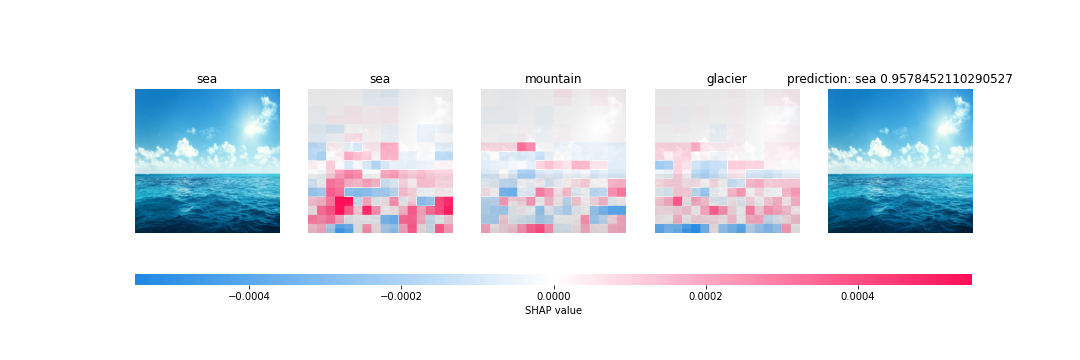 sea
sea
mountain
glacier
prediction: sea 0.9578452110290527
−0.0004
−0.0002
0.0000
0.0002
0.0004
SHAP value